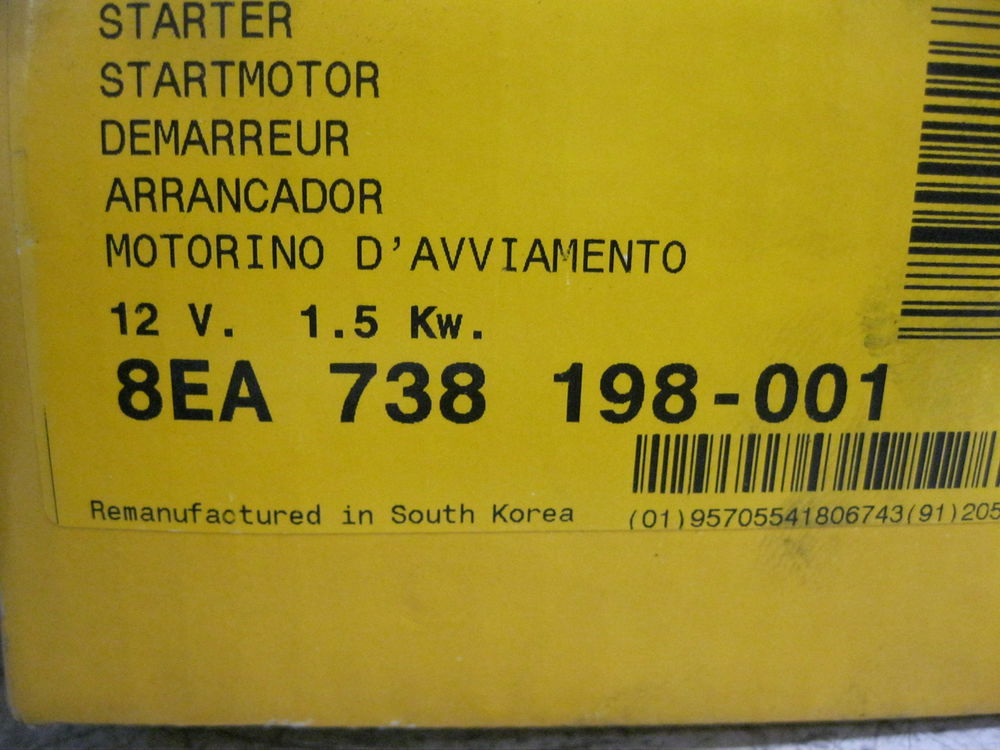 STARTER
STARTMOTOR
DEMARREUR
ARRANCADOR
MOTORINO D'AVVIAMENTO
12 V. 1.5 Kw.
8EA 738 198-001
Remanufactured in South Korea
(01)95705541806743(91)205